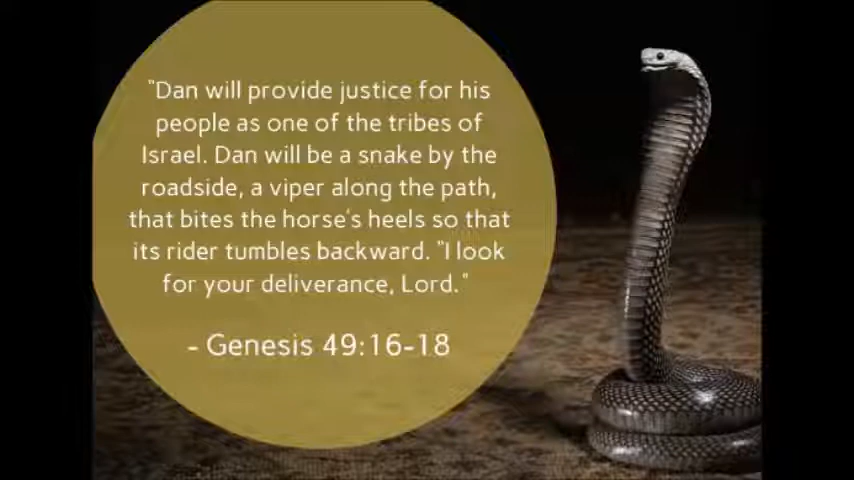 "Dan will provide justice for his
people as one of the tribes of
Israel. Dan will be a snake by the
roadside, a viper along the path,
that bites the horse's heels so that
its rider tumbles backward. "I look
for your deliverance, Lord."
- Genesis 49:16-18